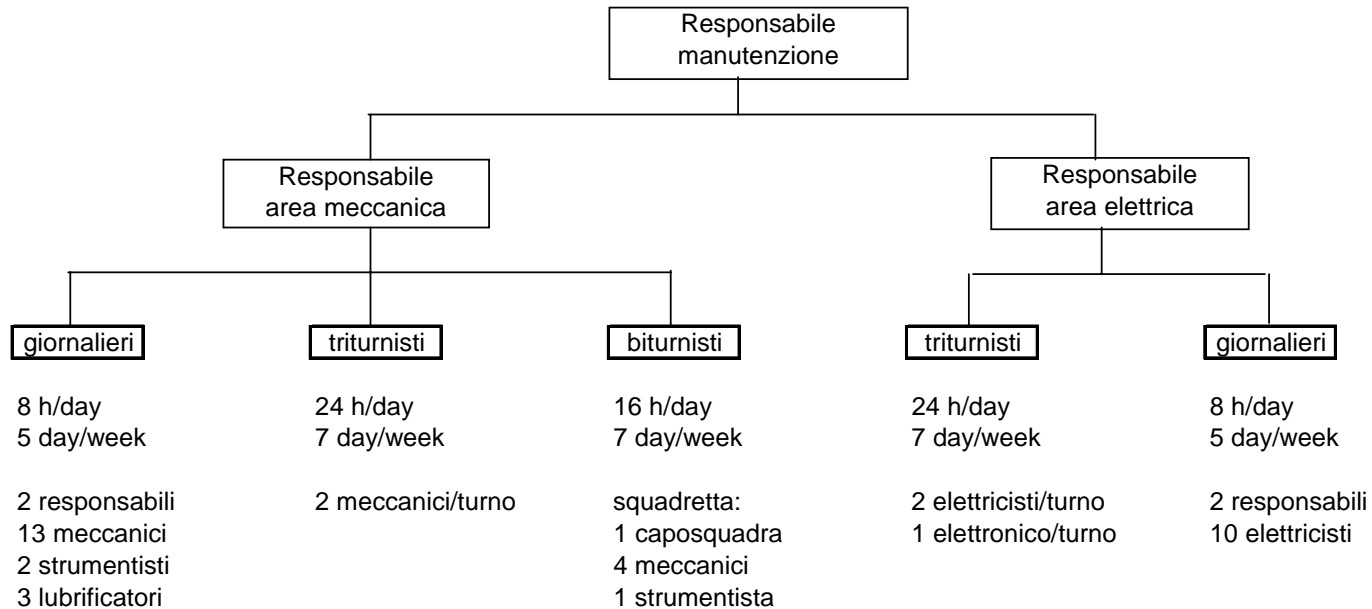 Responsabile
manutenzione
Responsabile
area meccanica
Responsabile
area elettrica
giornalieri
8 h/day
5 day/week
2 responsabili
13 meccanici
2 strumentisti
3 lubrificatori
triturnisti
24 h/day
7 day/week
2 meccanici/turno
biturnisti
16 h/day
7 day/week
squadretta:
1 caposquadra
4 meccanici
1 strumentista
triturnisti
24 h/day
7 day/week
2 elettricisti/turno
1 elettronico/turno
giornalieri
8 h/day
5 day/week
2 responsabili
10 elettricisti